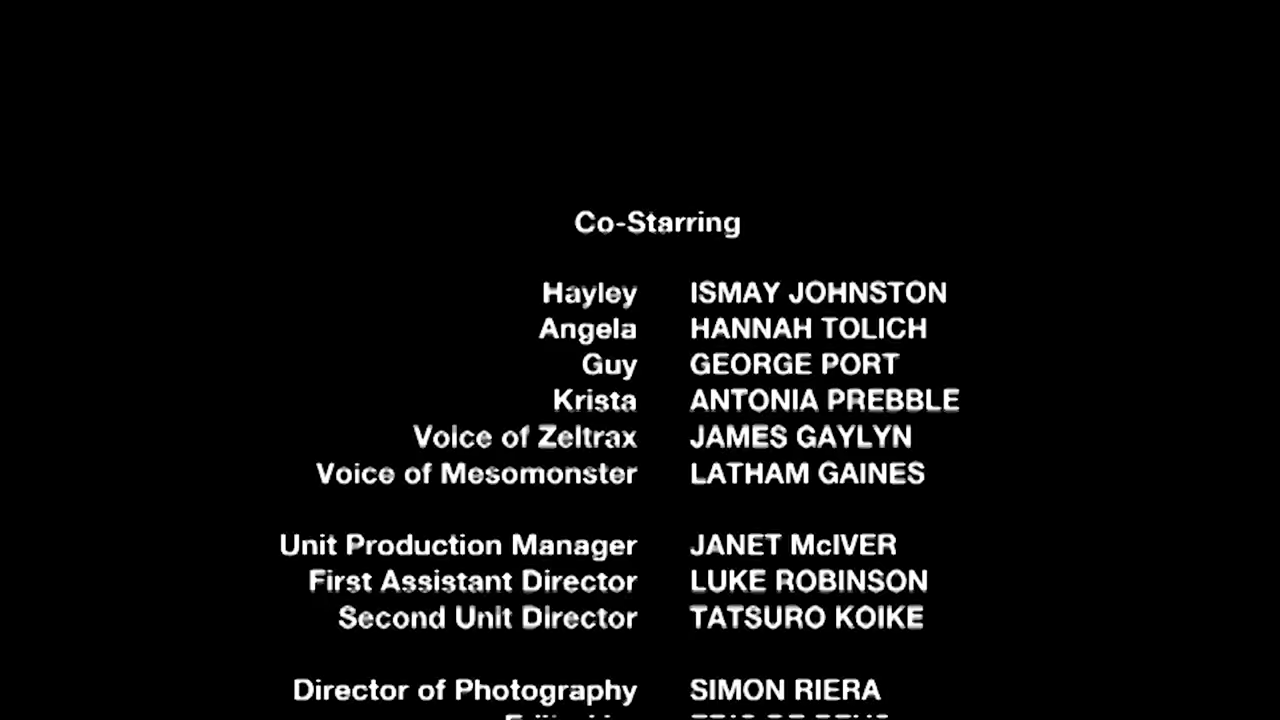 Co-Starring
Hayley ISMAY JOHNSTON
Angela HANNAH TOLICH
Guy GEORGE PORT
Krista ANTONIA PREBBLE
Voice of Zeltrax JAMES GAYLYN
Voice of Mesomonster LATHAM GAINES
Unit Production Manager JANET McIVER
First Assistant Director LUKE ROBINSON
Second Unit Director TATSURO KOIKE
Director of Photography SIMON RIERA